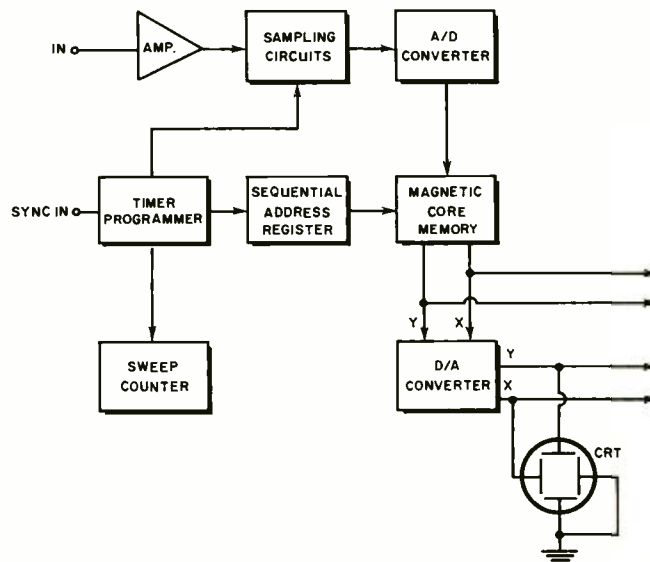 IN
AMP.
SAMPLING
CIRCUITS
A/D
CONVERTER
SYNC IN
TIMER
PROGRAMMER
SEQUENTIAL
ADDRESS
REGISTER
MAGNETIC
CORE
MEMORY
Y
X
SWEEP
COUNTER
D/A
CONVERTER
Y
X
CRT